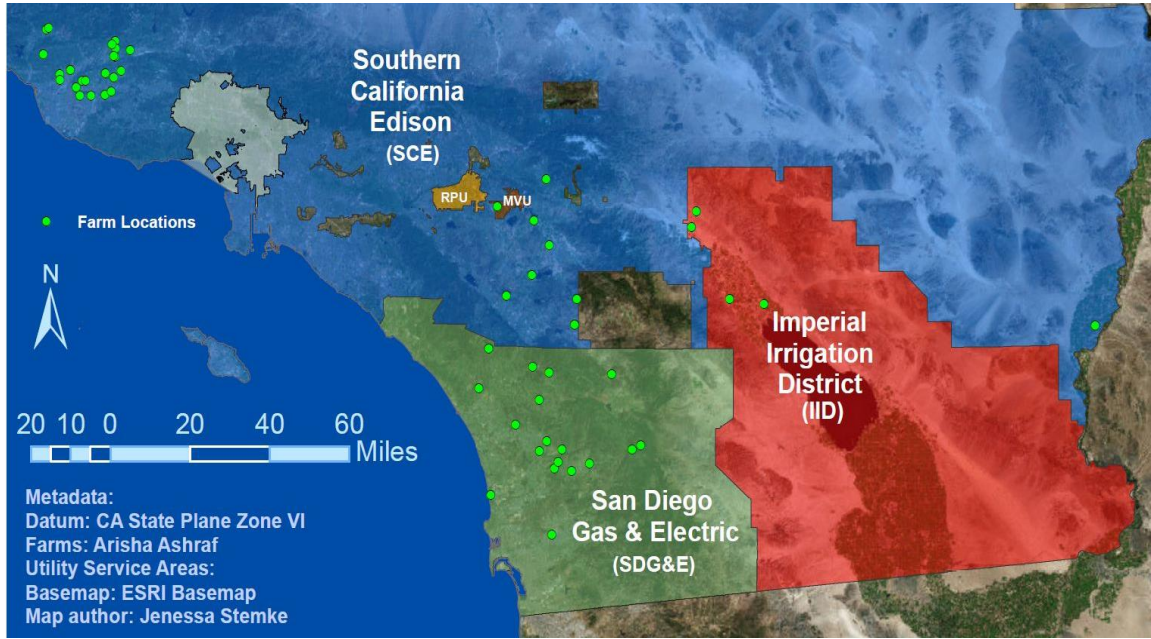 Southern
California
Edison
(SCE)
RPU
MVU
Farm Locations
N
Imperial
Irrigation
District
(IID)
20 10 0 20 40 60
Miles
San Diego
Gas & Electric
(SDG&E)
Metadata:
Datum: CA State Plane Zone VI
Farms: Arisha Ashraf
Utility Service Areas:
Basemap: ESRI Basemap
Map author: Jenessa Stemke